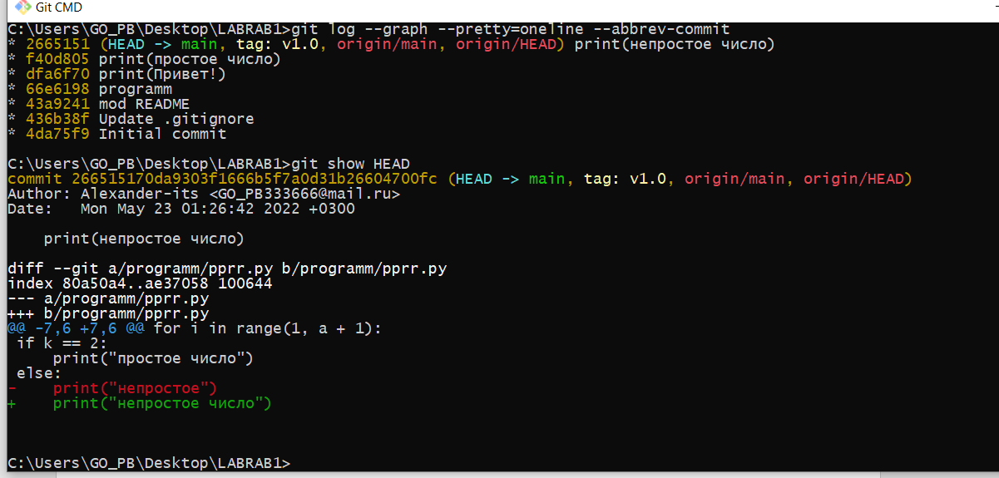 Git CMD
C:\Users\GO_PB\Desktop\LABRAB1>git log --graph --pretty=oneline --abbrev-commit
* 2665151 (HEAD -> main, tag: v1.0, origin/main, origin/HEAD) print(непростое число)
* f40d805 print(простое число)
* dfa6f70 print(Привет!)
* 66e6198 programm
* 43a9241 mod README
* 436b38f Update .gitignore
* 4da75f9 Initial commit
C:\Users\GO_PB\Desktop\LABRAB1>git show HEAD
commit 266515170da9303f1666b5f7a0d31b26604700fc (HEAD -> main, tag: v1.0, origin/main, origin/HEAD)
Author: Alexander-its <GO_PB333666@mail.ru>
Date:   Mon May 23 01:26:42 2022 +0300
    print(непростое число)
diff --git a/programm/pprr.py b/programm/pprr.py
index 80a50a4..ae37058 100644
--- a/programm/pprr.py
+++ b/programm/pprr.py
@@ -7,6 +7,6 @@ for i in range(1, a + 1):
 if k == 2:
     print("простое число")
 else:
-    print("непростое")
+    print("непростое число")
C:\Users\GO_PB\Desktop\LABRAB1>